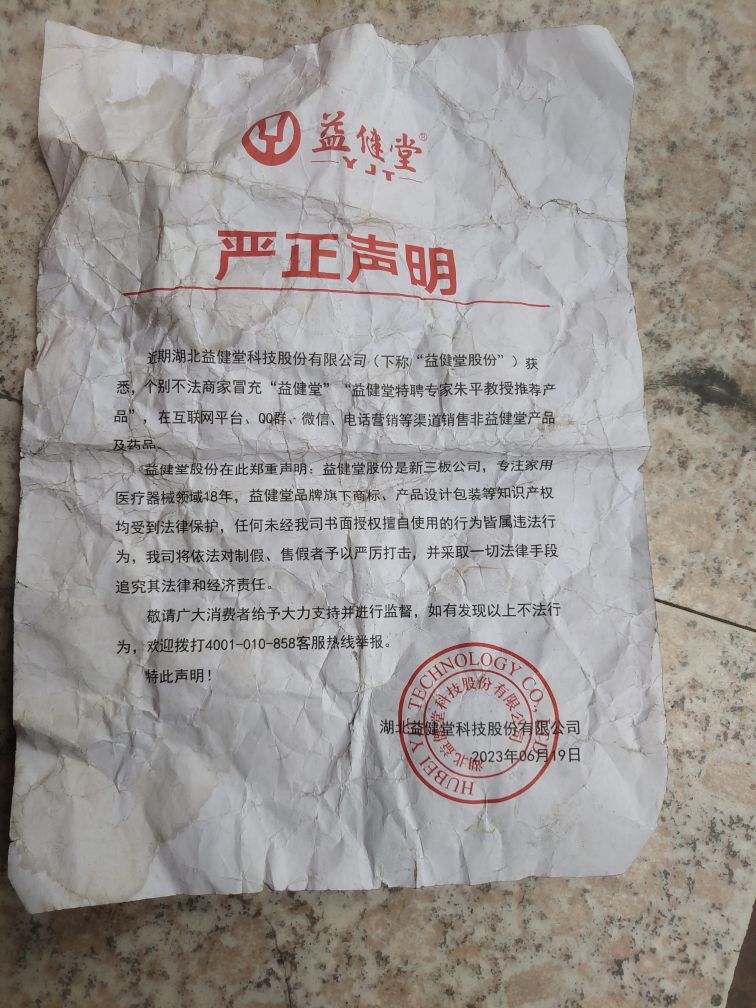 益健堂®
YJT
严正声明
近期湖北益健堂科技股份有限公司（下称“益健堂股份”）获
悉，个别不法商家冒充“益健堂”“益健堂特聘专家朱平教授推荐产
品”，在互联网平台、QQ群、微信、电话营销等渠道销售非益健堂产品
及药品。
益健堂股份在此郑重声明：益健堂股份是新三板公司，专注家用
医疗器械领域18年，益健堂品牌旗下商标、产品设计包装等知识产权
均受到法律保护，任何未经我司书面授权擅自使用的行为皆属违法行
为，我司将依法对制假、售假者予以严厉打击，并采取一切法律手段
追究其法律和经济责任。
敬请广大消费者给予大力支持并进行监督，如有发现以上不法行
为，欢迎拨打4001-010-858客服热线举报。
特此声明！
湖北益健堂科技股份有限公司
2023年06月19日
HUBEI YJT TECHNOLOGY CO., LTD
湖北益健堂科技股份有限公司